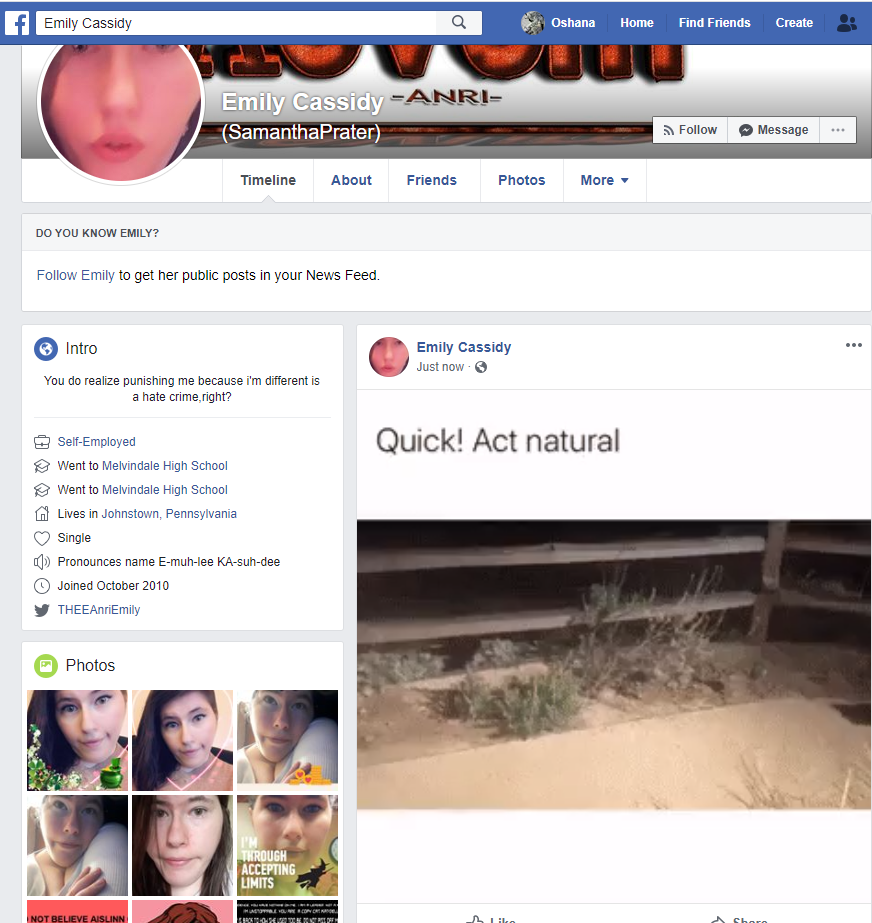 Emily Cassidy
Oshana
Home
Find Friends
Create
-ANRI-
Emily Cassidy
(SamanthaPrater)
Follow
Message
Timeline
About
Friends
Photos
More
DO YOU KNOW EMILY?
Follow Emily to get her public posts in your News Feed.
Intro
You do realize punishing me because i'm different is
a hate crime,right?
Self-Employed
Went to Melvindale High School
Went to Melvindale High School
Lives in Johnstown, Pennsylvania
Single
Pronounces name E-muh-lee KA-suh-dee
Joined October 2010
THEEAnriEmily
Photos
I'M
THROUGH
ACCEPTING
LIMITS
NOT BELIEVE AISLINN
Emily Cassidy
Just now
Quick! Act natural
Like
Share